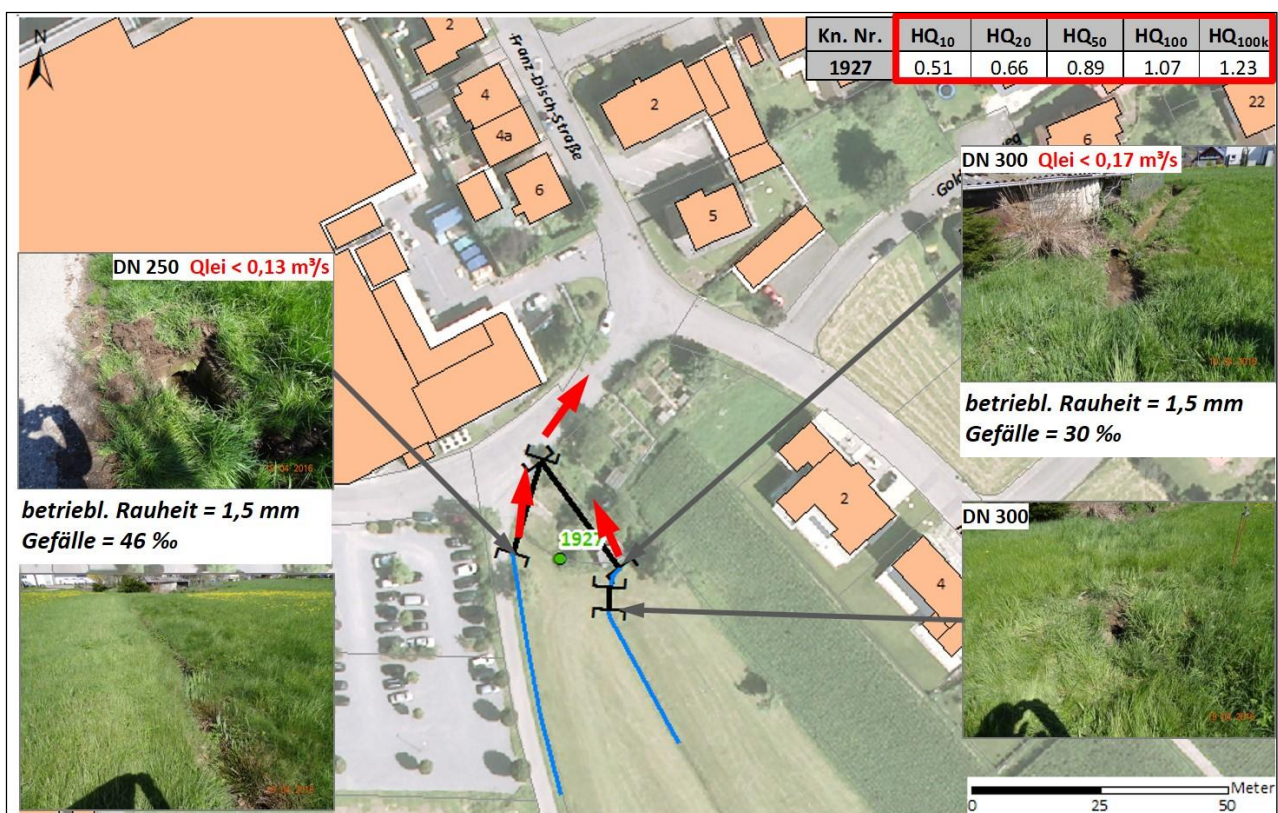 N
Kn. Nr. HQ10 HQ20 HQ50 HQ100 HQ100k
1927 0.51 0.66 0.89 1.07 1.23
2
Franz-Disch-Straße
4
4a
6
2
5
6
22
DN 300 Qlei < 0,17 m³/s
betriebl. Rauheit = 1,5 mm
Gefälle = 30 ‰
DN 250 Qlei < 0,13 m³/s
betriebl. Rauheit = 1,5 mm
Gefälle = 46 ‰
1927
2
4
DN 300
Meter
0 25 50